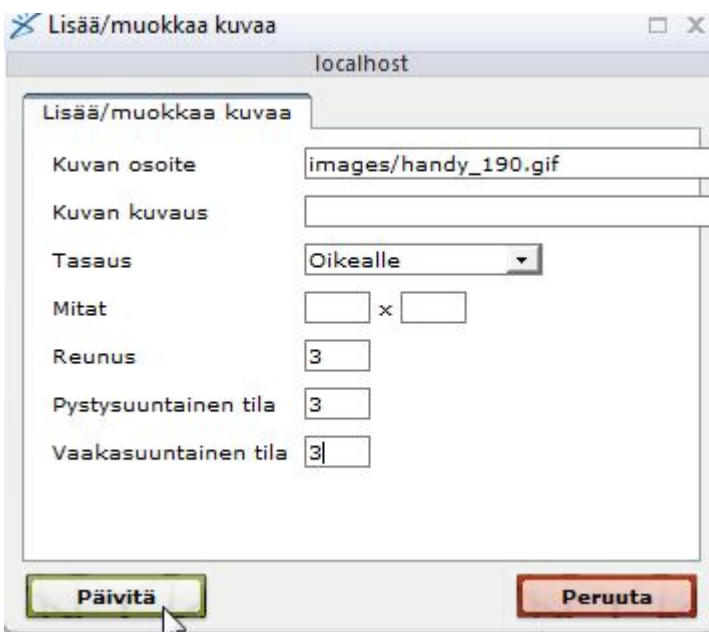 Lisää/muokkaa kuvaa
localhost
Lisää/muokkaa kuvaa
Kuvan osoite images/handy_190.gif
Kuvan kuvaus
Tasaus Oikealle
Mitat x
Reunus 3
Pystysuuntainen tila 3
Vaakasuuntainen tila 3
Päivitä Peruuta